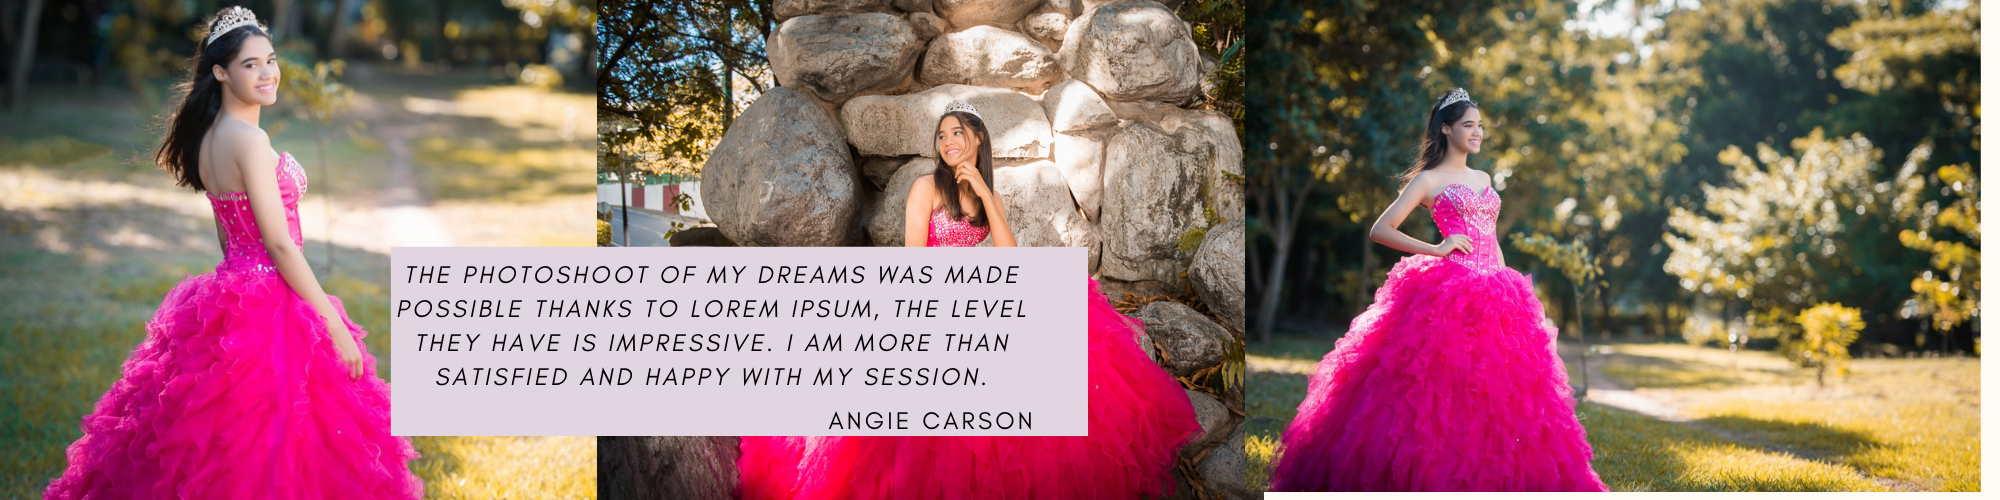 THE PHOTOSHOOT OF MY DREAMS WAS MADE
POSSIBLE THANKS TO LOREM IPSUM, THE LEVEL
THEY HAVE IS IMPRESSIVE. I AM MORE THAN
SATISFIED AND HAPPY WITH MY SESSION.
ANGIE CARSON